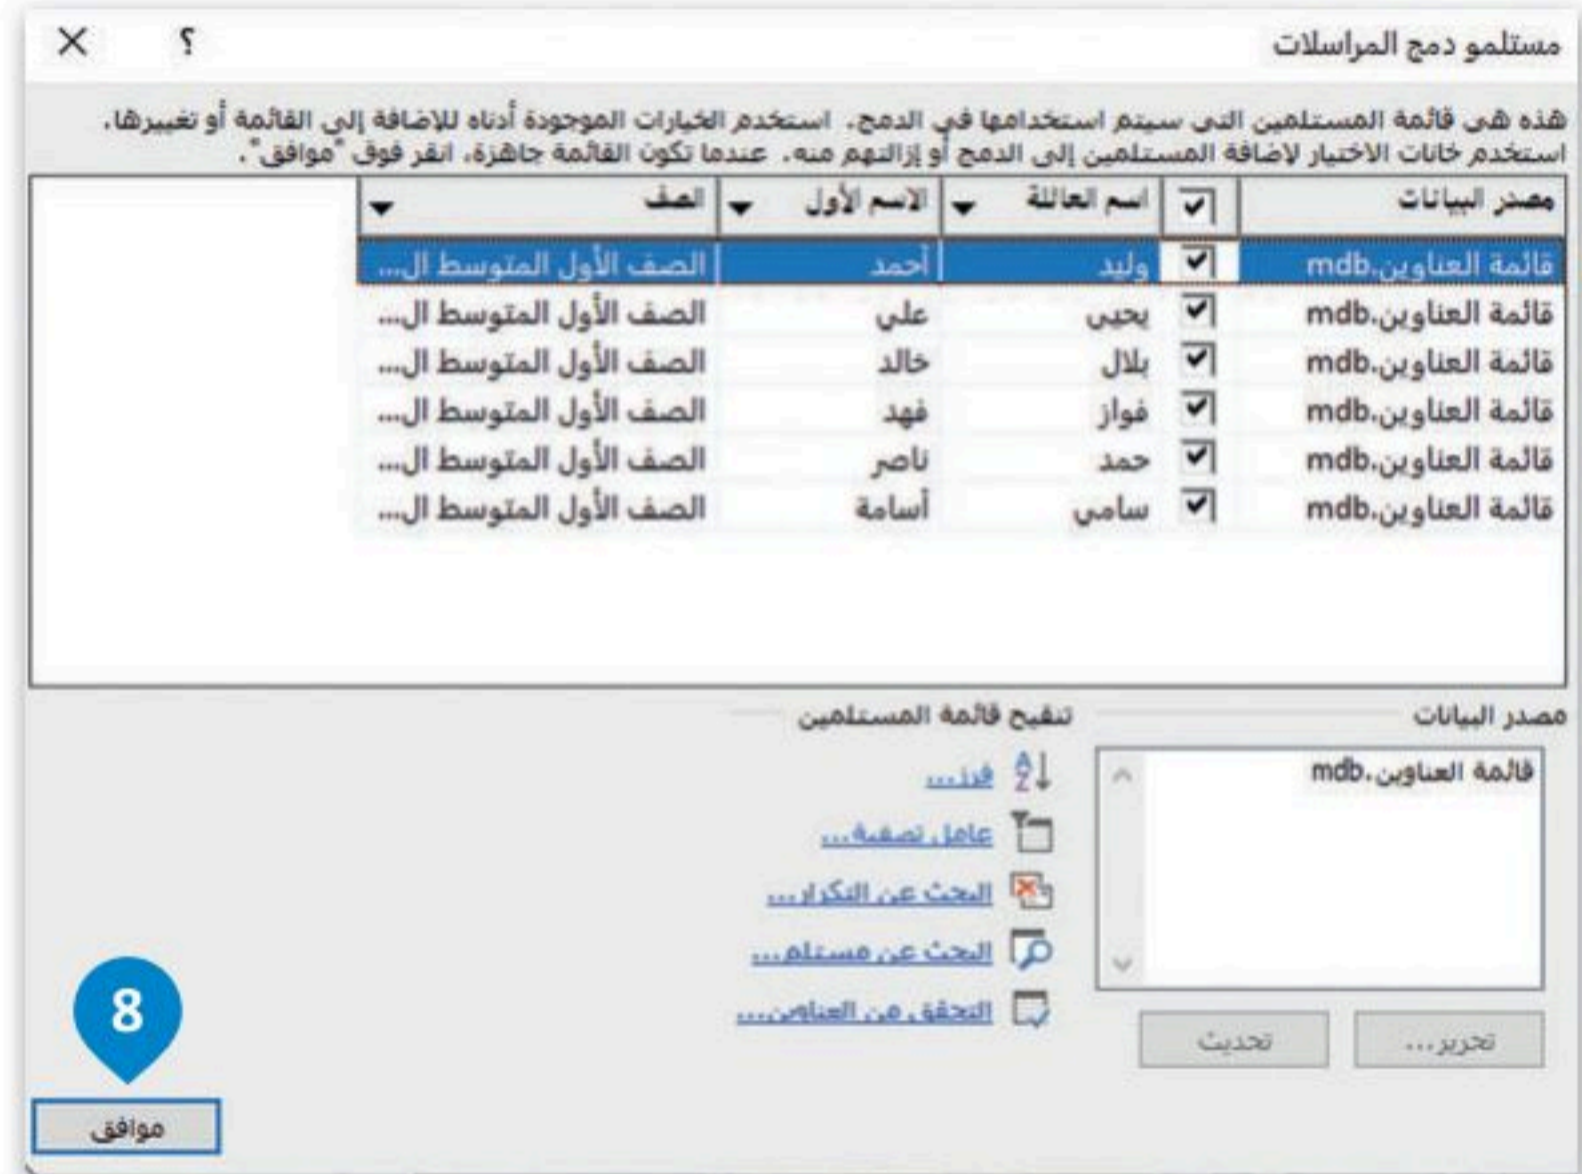 مستلمو دمج المراسلات ؟ ×
هذه هي قائمة المستلمين التي سيتم استخدامها في الدمج. استخدم الخيارات الموجودة أدناه للإضافة إلى القائمة أو تغييرها.
استخدم خانات الاختيار لإضافة المستلمين إلى الدمج أو إزالتهم منه. عندما تكون القائمة جاهزة، انقر فوق "موافق".
مصدر البيانات اسم العائلة الاسم الأول الصف
قائمة العناوين.mdb وليد أحمد الصف الأول المتوسط ال...
قائمة العناوين.mdb يحيى علي الصف الأول المتوسط ال...
قائمة العناوين.mdb بلال خالد الصف الأول المتوسط ال...
قائمة العناوين.mdb فواز فهد الصف الأول المتوسط ال...
قائمة العناوين.mdb حمد ناصر الصف الأول المتوسط ال...
قائمة العناوين.mdb سامي أسامة الصف الأول المتوسط ال...
مصدر البيانات
قائمة العناوين.mdb
تحرير... تحديث
تنقيح قائمة المستلمين
فرز...
عامل تصفية...
البحث عن التكرار...
البحث عن مستلم...
التحقق من العناوين...
8
موافق